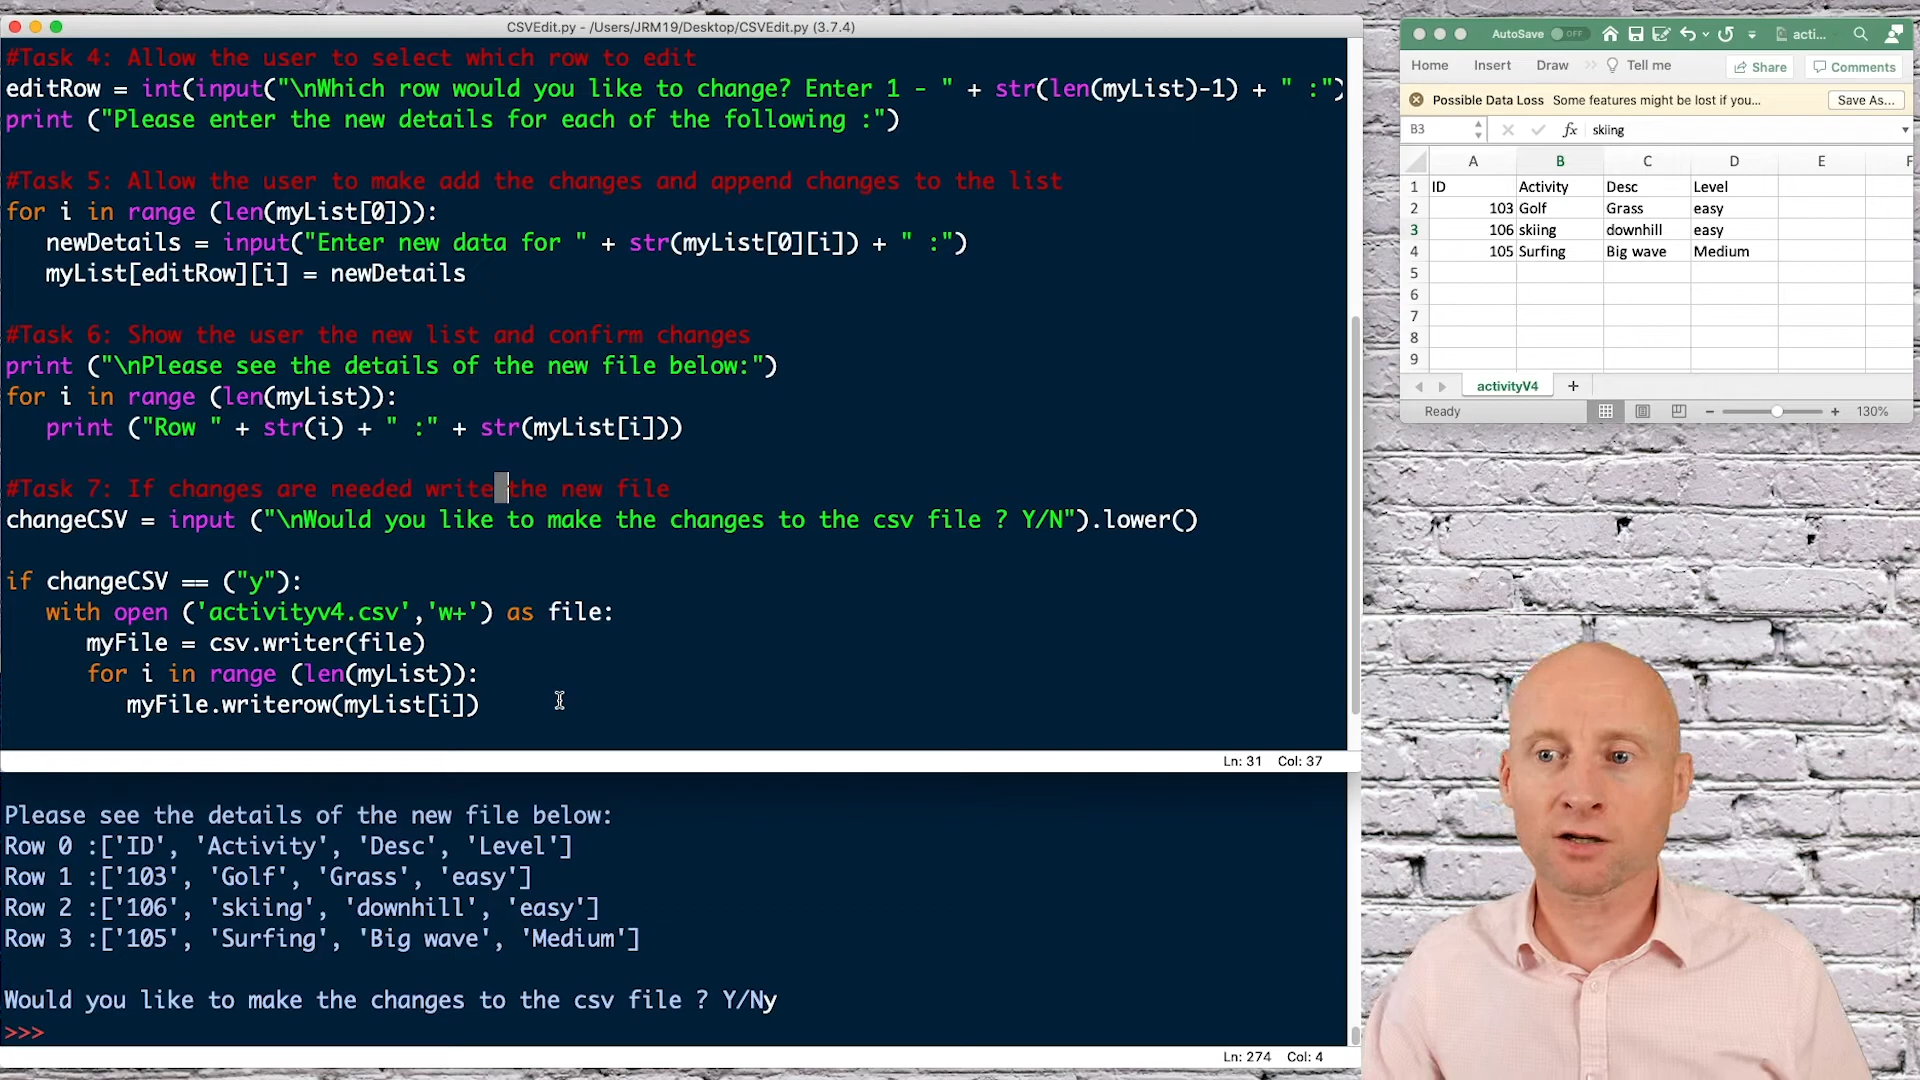 CSVEdit.py - /Users/JRM19/Desktop/CSVEdit.py (3.7.4)
#Task 4: Allow the user to select which row to edit
editRow = int(input("\nWhich row would you like to change? Enter 1 - " + str(len(myList)-1) + " :")
print ("Please enter the new details for each of the following :")
#Task 5: Allow the user to make add the changes and append changes to the list
for i in range (len(myList[0])):
newDetails = input("Enter new data for " + str(myList[0][i]) + " :")
myList[editRow][i] = newDetails
#Task 6: Show the user the new list and confirm changes
print ("\nPlease see the details of the new file below:")
for i in range (len(myList)):
print ("Row " + str(i) + " :" + str(myList[i]))
#Task 7: If changes are needed write the new file
changeCSV = input ("\nWould you like to make the changes to the csv file ? Y/N").lower()
if changeCSV == ("y"):
with open ('activityv4.csv','w+') as file:
myFile = csv.writer(file)
for i in range (len(myList)):
myFile.writerow(myList[i])
Ln: 31 Col: 37
Please see the details of the new file below:
Row 0 :['ID', 'Activity', 'Desc', 'Level']
Row 1 :['103', 'Golf', 'Grass', 'easy']
Row 2 :['106', 'skiing', 'downhill', 'easy']
Row 3 :['105', 'Surfing', 'Big wave', 'Medium']
Would you like to make the changes to the csv file ? Y/Ny
>>>
Ln: 274 Col: 4
AutoSave OFF acti...
Home Insert Draw Tell me Share Comments
Possible Data Loss Some features might be lost if you... Save As...
B3 fx skiing
A B C D E F
1 ID Activity Desc Level
2 103 Golf Grass easy
3 106 skiing downhill easy
4 105 Surfing Big wave Medium
5
6
7
8
9
activityV4 +
Ready 130%